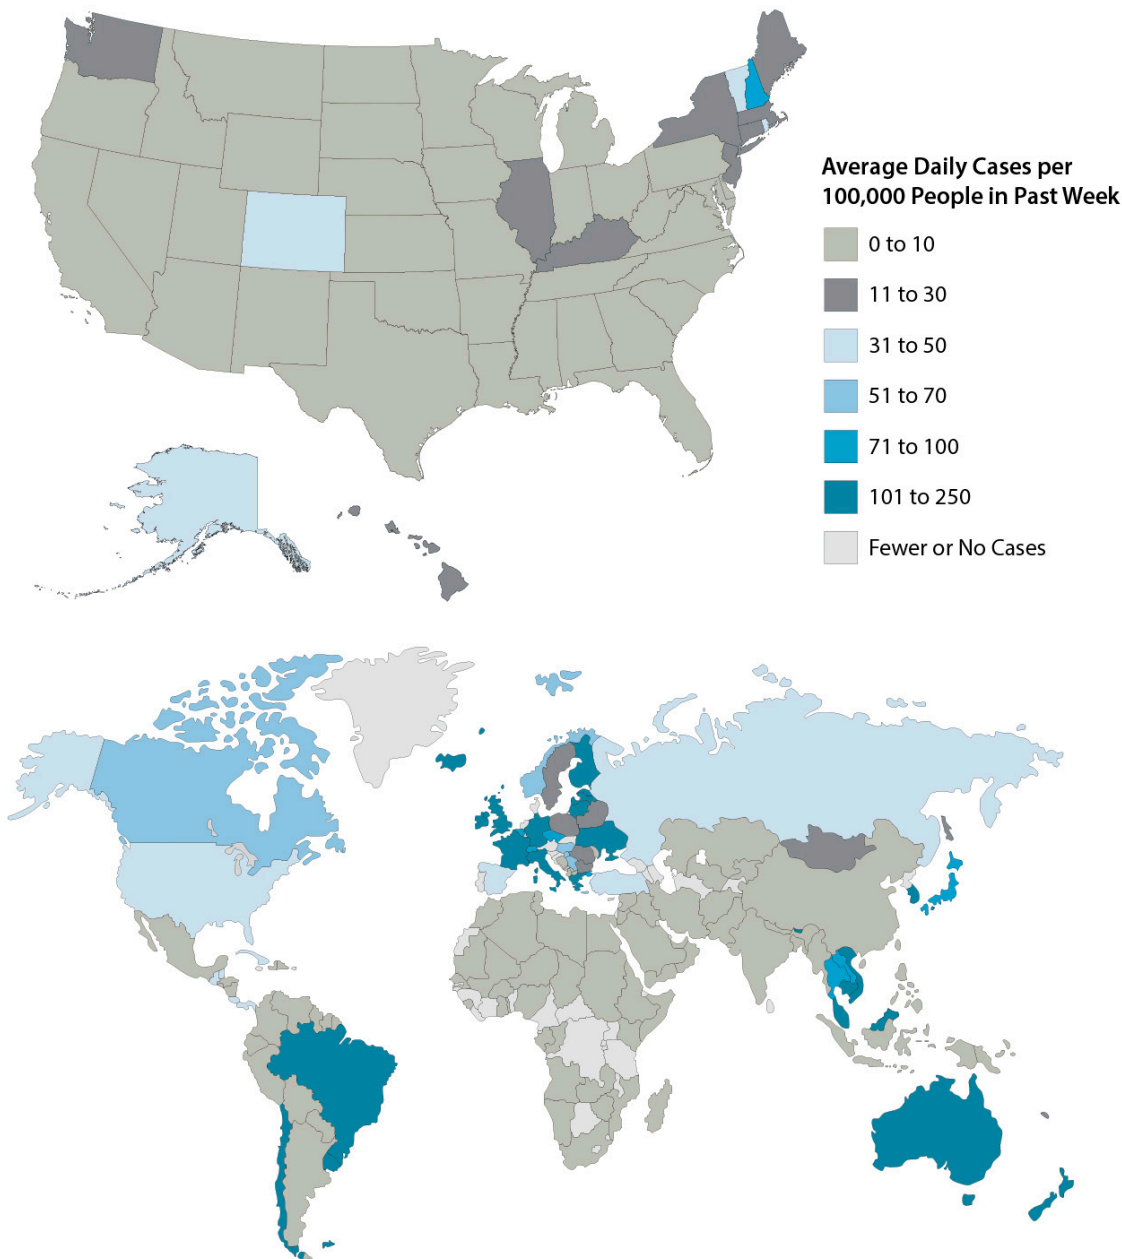 Average Daily Cases per
100,000 People in Past Week
0 to 10
11 to 30
31 to 50
51 to 70
71 to 100
101 to 250
Fewer or No Cases